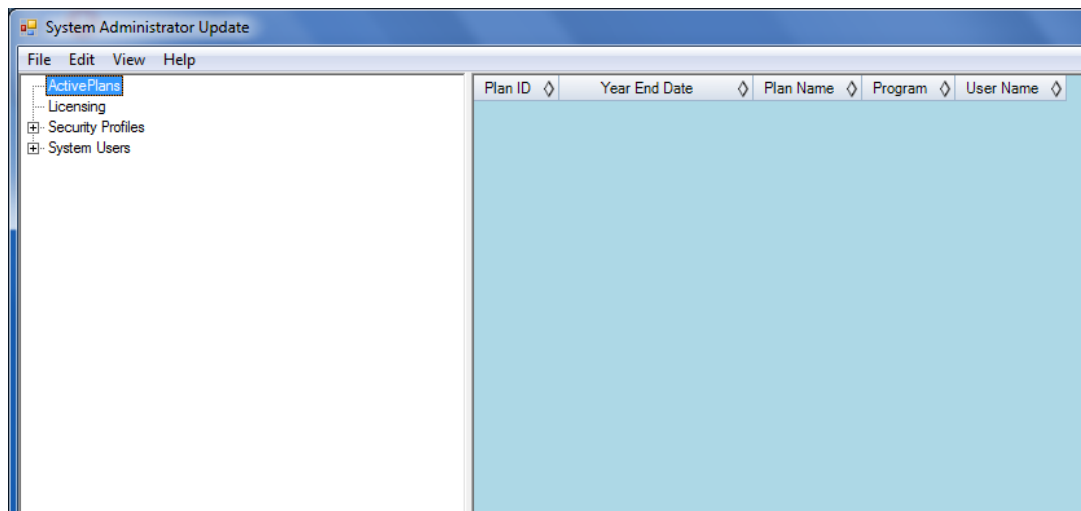 System Administrator Update
File Edit View Help
ActivePlans
Licensing
Security Profiles
System Users
Plan ID Year End Date Plan Name Program User Name